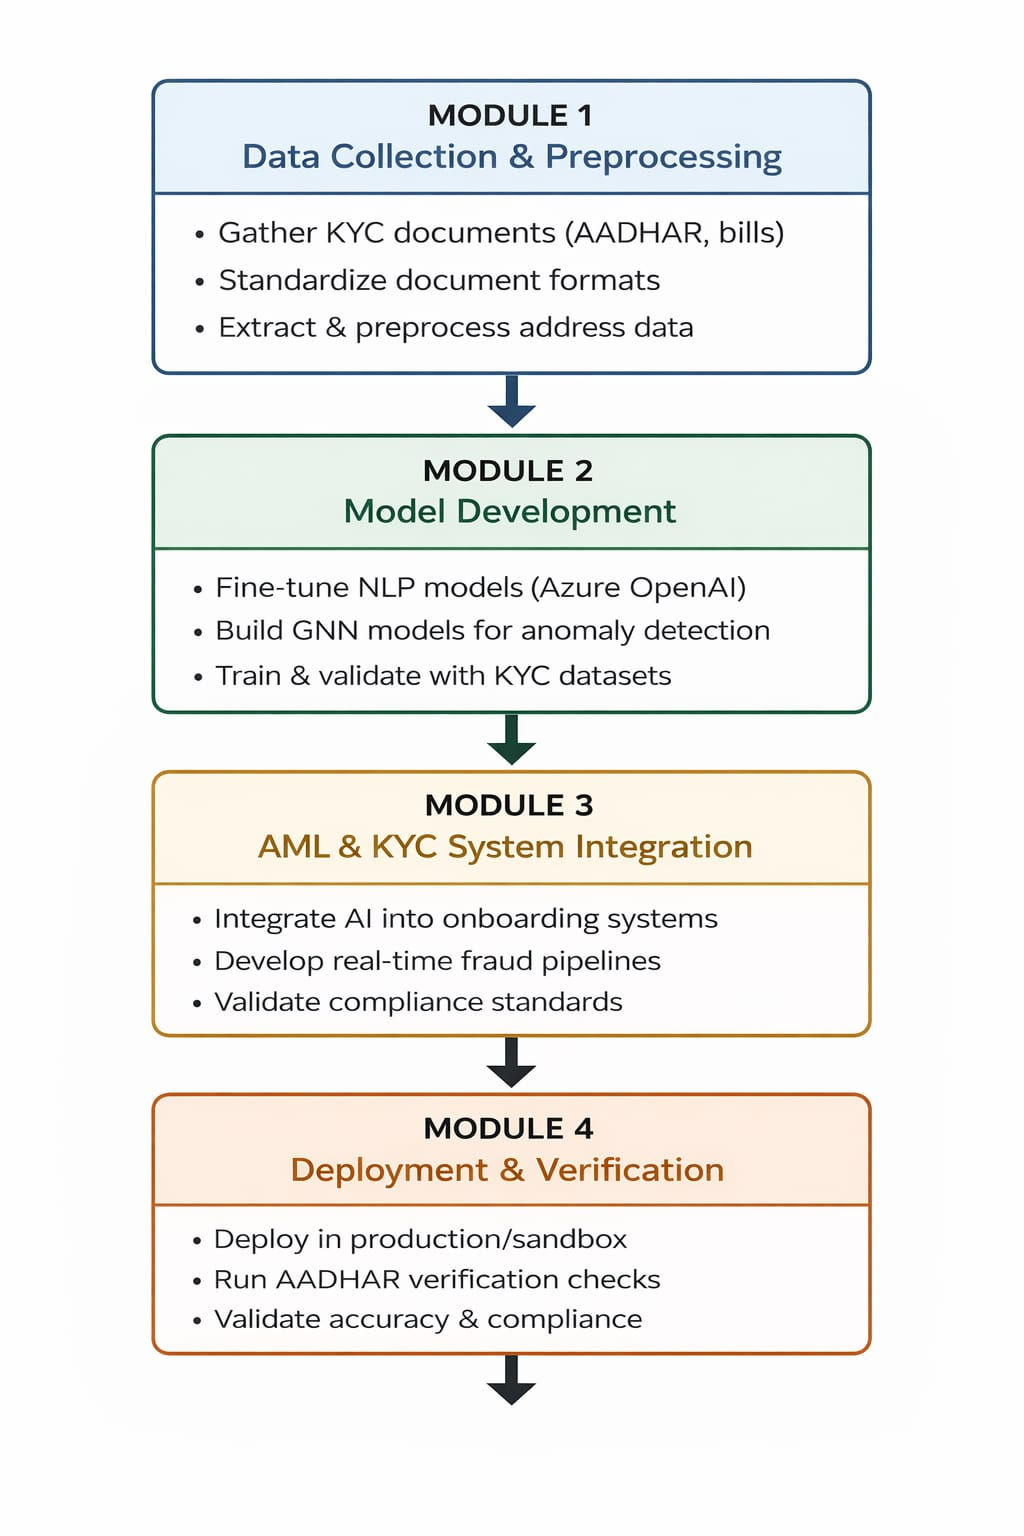 MODULE 1
Data Collection & Preprocessing
• Gather KYC documents (AADHAR, bills)
• Standardize document formats
• Extract & preprocess address data
MODULE 2
Model Development
• Fine-tune NLP models (Azure OpenAI)
• Build GNN models for anomaly detection
• Train & validate with KYC datasets
MODULE 3
AML & KYC System Integration
• Integrate AI into onboarding systems
• Develop real-time fraud pipelines
• Validate compliance standards
MODULE 4
Deployment & Verification
• Deploy in production/sandbox
• Run AADHAR verification checks
• Validate accuracy & compliance